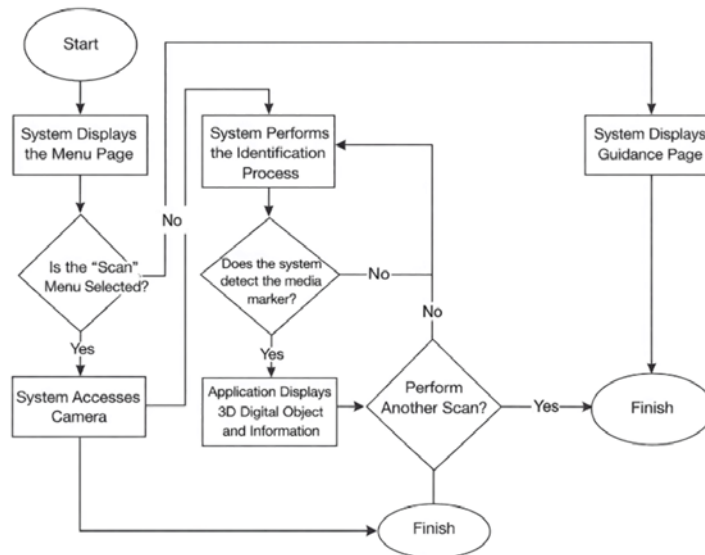 Start
System Displays
the Menu Page
Is the “Scan”
Menu Selected?
No
Yes
System Accesses
Camera
System Performs
the Identification
Process
Does the system
detect the media
marker?
No
Yes
Application Displays
3D Digital Object
and Information
Perform
Another Scan?
No
Yes
Finish
System Displays
Guidance Page
Finish